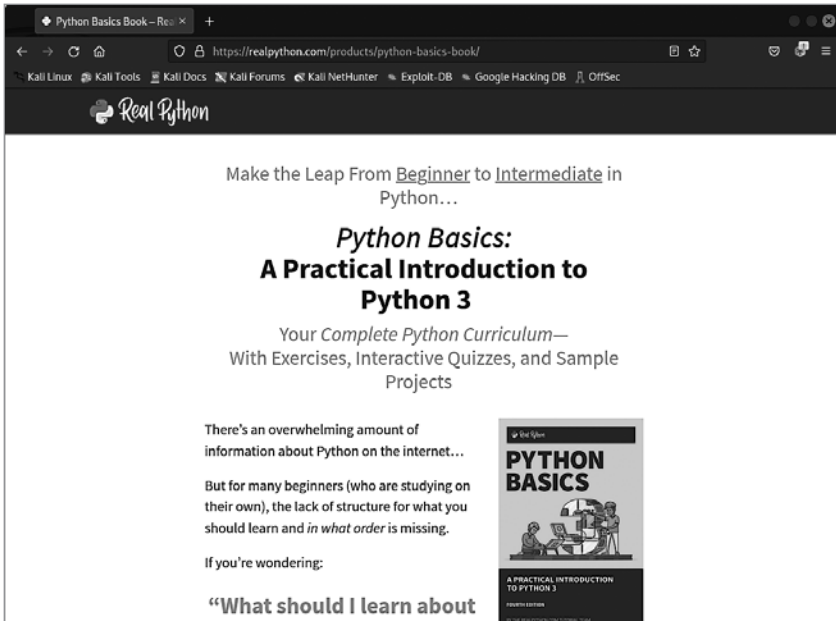 Python Basics Book – Rea
https://realpython.com/products/python-basics-book/
Kali Linux Kali Tools Kali Docs Kali Forums Kali NetHunter Exploit-DB Google Hacking DB OffSec
Real Python
Make the Leap From Beginner to Intermediate in
Python…
Python Basics:
A Practical Introduction to
Python 3
Your Complete Python Curriculum—
With Exercises, Interactive Quizzes, and Sample
Projects
There's an overwhelming amount of
information about Python on the internet…
But for many beginners (who are studying on
their own), the lack of structure for what you
should learn and in what order is missing.
If you're wondering:
“What should I learn about
Real Python
PYTHON
BASICS
3
A PRACTICAL INTRODUCTION
TO PYTHON 3
FOURTH EDITION